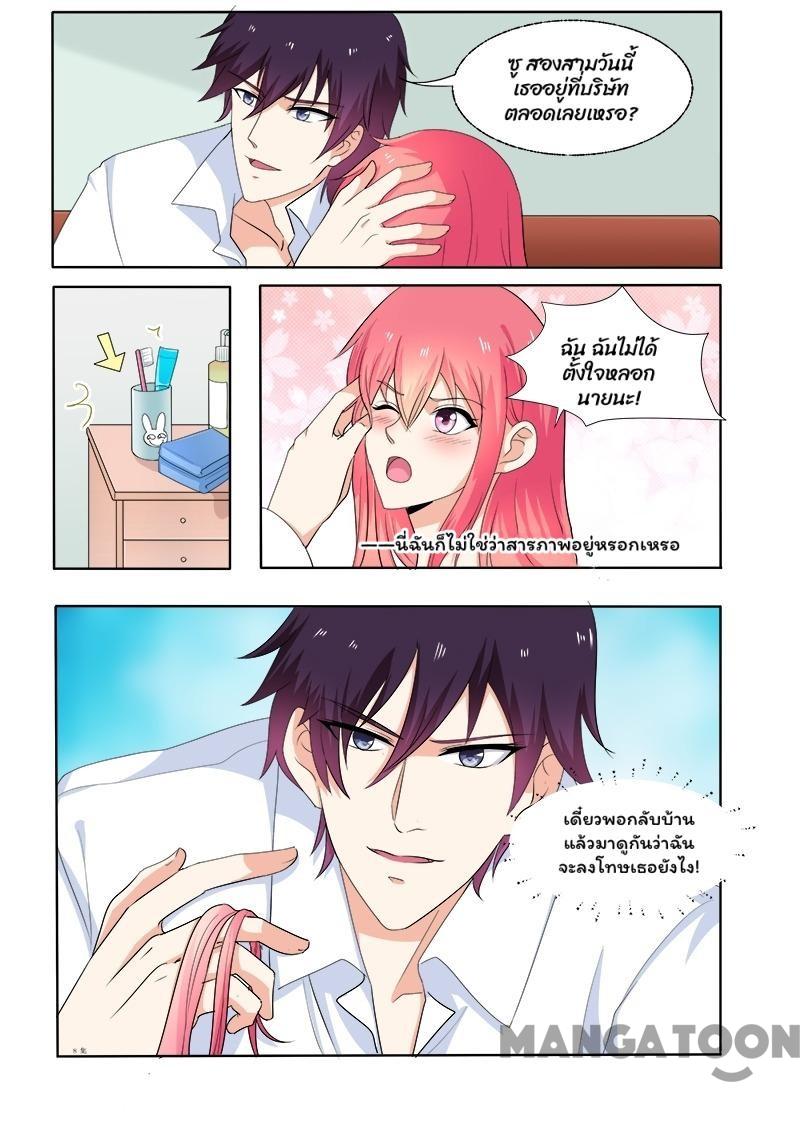 ซู สองสามวันนี้
เธออยู่ที่บริษัท
ตลอดเลยเหรอ?
ฉัน ฉันไม่ได้
ตั้งใจหลอก
นายนะ!
——นี่ฉันก็ไม่ใช่ว่าสารภาพอยู่หรอกเหรอ
เดี๋ยวพอกลับบ้าน
แล้วมาดูกันว่าฉัน
จะลงโทษเธอยังไง!
8 集
MANGATOON